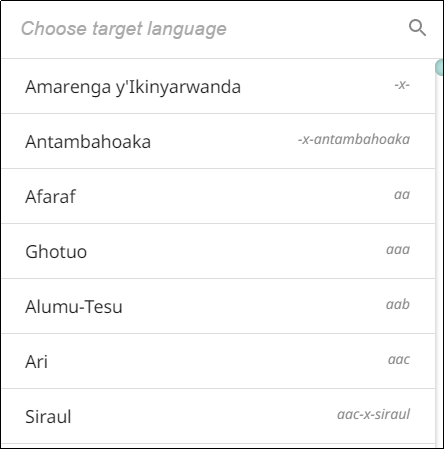 Choose target language
Amarenga y'Ikinyarwanda -x-
Antambahoaka -x-antambahoaka
Afaraf aa
Ghotuo aaa
Alumu-Tesu aab
Ari aac
Siraul aac-x-siraul